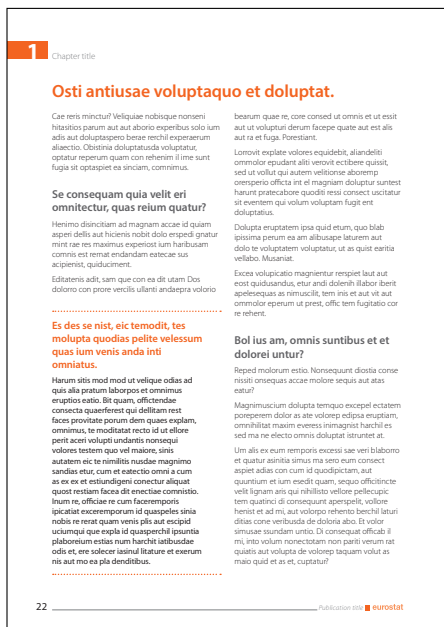 1
Chapter title
Osti antiusae voluptaquo et doluptat.
Cae reris minctur? Veliquiae nobisque nonseni
hitasitios parum aut aut aborio experibus solo ium
adis aut doluptaspero berae rerchil experaerum
aliaectio. Obistinia doluptatusda voluptatur,
optatur reperum quam con rehenim il ime sunt
fugia sit optaspiet ea sinciam, comnimus.
Se consequam quia velit eri
omnitectur, quas reium quatur?
Henimo disincitiam ad magnam accae id quiam
asperi dellis aut hicienis nobit dolo espedi gnatur
mint rae res maximus experiost ium haribusam
comnis est remat endandam eatecae sus
acipienist, quiduciment.
Editatenis adit, sam que con ea dit utam Dos
dolorro con prore vercilis ullanti andaepra volorio
Es des se nist, eic temodit, tes
molupta quodias pelite velessum
quas ium venis anda inti
omniatus.
Harum sitis mod mod ut velique odias ad
quis alia pratum laborpos et omnimus
eruptios eatio. Bit quam, offictendae
consecta quaerferest qui dellitam rest
faces provitate porum dem quaes explam,
omnimus, te moditatat recto id ut ellore
perit aceri volupti undantis nonsequi
volores testem quo vel maiore, sinis
autatem eic te nimilitis nusdae magnimo
sandias etur, cum et eatectio omni a cum
as ex ex et estiundigeni conectur aliquat
quost restiam facea dit enectiae comnistio.
Inum re, officiae re cum faceremporis
ipicatiat exceremporum id quaspeles sinia
nobis re rerat quam venis plis aut escipid
uciumqui que expla id quasperchil ipsuntia
plaboreium estias num harchit iatibusdae
odis et, ere solecer iasinul litature et exerum
nis aut mo ea pla denditibus.
bearum quae re, core consed ut omnis et ut essit
aut ut volupturi derum facepe quate aut est alis
aut ra et fuga. Porestiant.
Lorrovit explate volores equidebit, aliandeliti
ommolor epudant aliti verovit ectibere quissit,
sed ut vollut qui autem velitionse aboremp
orersperio officta int el magniam doluptur suntest
harunt pratecabore quoditi ressi consect uscitatur
sit eventem qui volum voluptam fugit ent
doluptatius.
Dolupta eruptatem ipsa quid etum, quo blab
ipissima perum ea am alibusape laturem aut
dolo te voluptatem voluptatur, ut as quist earitia
vellabo. Musaniat.
Excea volupicatio magnientur rerspiet laut aut
eost quidusandus, etur andi dolenih illabor iberit
apelesequas as nimuscilit, tem inis et aut vit aut
ommolor eperum ut prest, offic tem fugitatio cor
re rehent.
Bol ius am, omnis suntibus et et
dolorei untur?
Reped molorum estio. Nonsequunt diostia conse
nissiti onsequas accae molore sequis aut atas
eatur?
Magnimuscium dolupta temquo excepel ectatem
poreperem dolor as ate volorep edipsa eruptiam,
omnihilitat maxim everess inimagnist harchil es
sed ma ne electo omnis doluptat istruntet at.
Um alis ex eum remporis excessi sae veri blaborro
et quatur asinitia simus ma sero eum consect
aspiet adias con cum id quodipictam, aut
quuntium et ium esedit quam, sequo officitincte
velit lignam aris qui nihillisto vellore pellecupic
tem quatinci di consequunt aperspelit, vollore
henist et ad mi, aut volorpo rehento berchil laturi
ditias cone veribusda de doloria abo. Et volor
simusae ssundam untio. Di consequat officab il
mi, into volum nonectotam non pariti verum rat
quiatis aut volupta de volorep taquam volut as
maio quid et as et, cuptatur?
22
Publication title eurostat